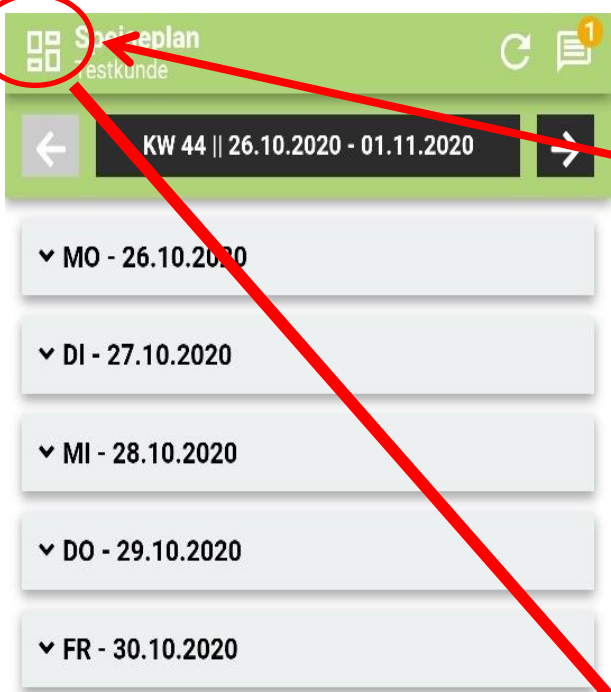 Speiseplan
1
Testkunde
KW 44 || 26.10.2020 - 01.11.2020
MO - 26.10.2020
DI - 27.10.2020
MI - 28.10.2020
DO - 29.10.2020
FR - 30.10.2020